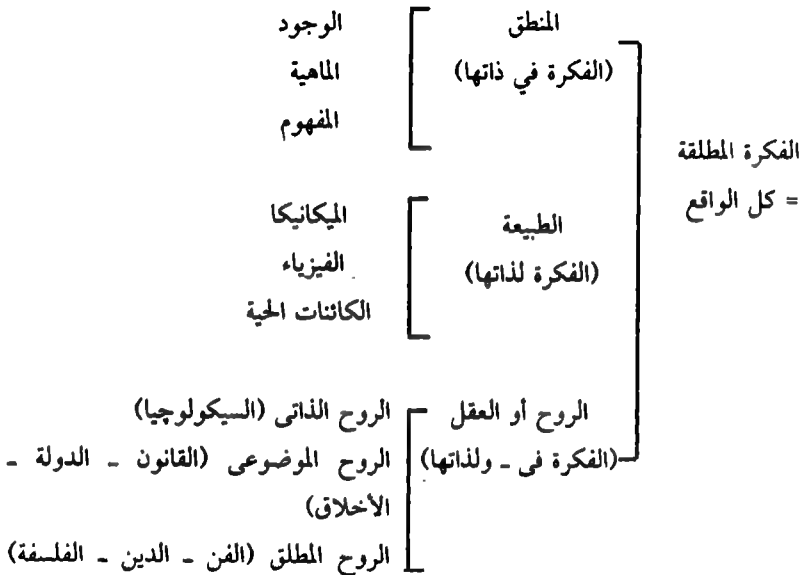 الفكرة المطلقة
= كل الواقع
المنطق
(الفكرة في ذاتها)
الوجود
الماهية
المفهوم
الطبيعة
(الفكرة لذاتها)
الميكانيكا
الفيزياء
الكائنات الحية
الروح أو العقل
(الفكرة فى ـ ولذاتها)
الروح الذاتى (السيكولوچيا)
الروح الموضوعى (القانون ـ الدولة ـ
الأخلاق)
الروح المطلق (الفن ـ الدين ـ الفلسفة)